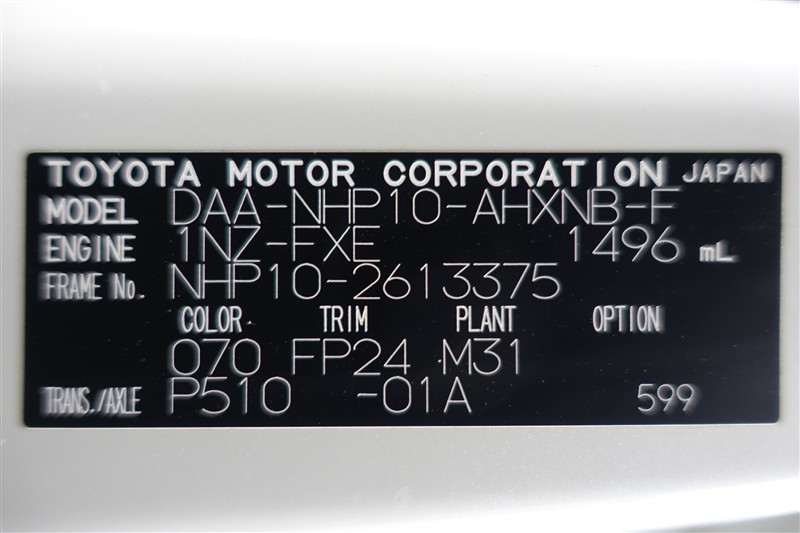 TOYOTA MOTOR CORPORATION JAPAN
MODEL DAA-NHP10-AHXNB-F
ENGINE 1NZ-FXE 1496 mL
FRAME No. NHP10-2613375
COLOR TRIM PLANT OPTION
070 FP24 M31
TRANS./AXLE P510 -01A 599